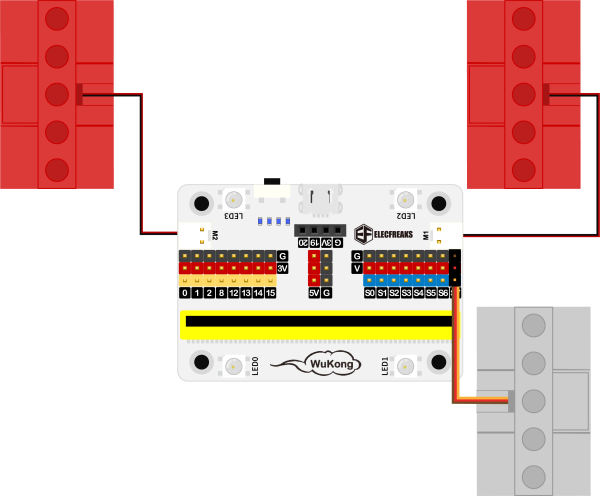 LED3
LED2
M2
G 3V 19 20
ELECFREAKS
M1
G
3V
G
V
0 1 2 8 12 13 14 15
5V G
S0 S1 S2 S3 S4 S5 S6
LED0
WuKong
LED1